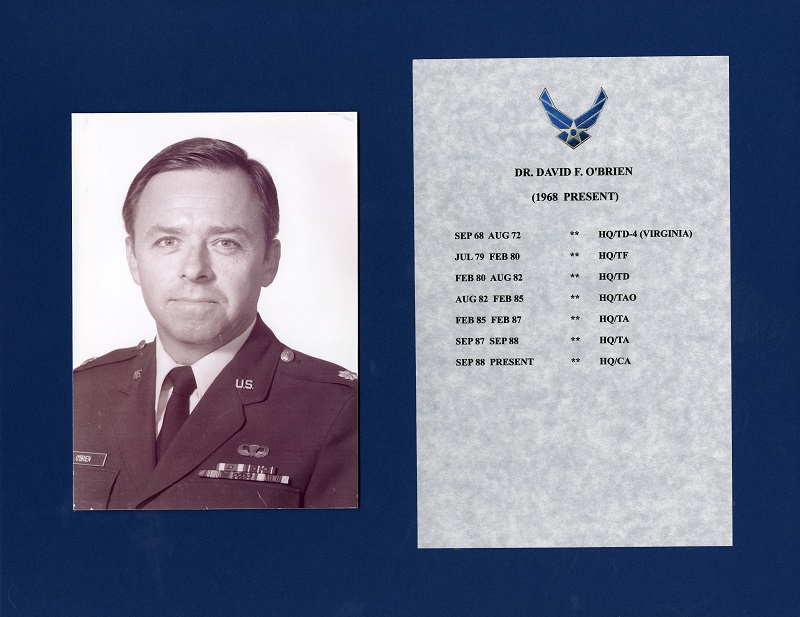 DR. DAVID F. O'BRIEN
(1968 PRESENT)
SEP 68 AUG 72 ** HQ/TD-4 (VIRGINIA)
JUL 79 FEB 80 ** HQ/TF
FEB 80 AUG 82 ** HQ/TD
AUG 82 FEB 85 ** HQ/TAO
FEB 85 FEB 87 ** HQ/TA
SEP 87 SEP 88 ** HQ/TA
SEP 88 PRESENT ** HQ/CA
U.S.
O'BRIEN